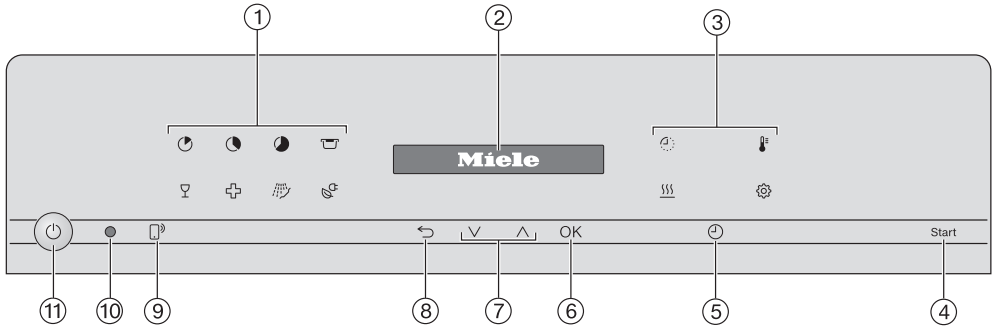 ① ② ③
Miele
OK Start
⑪ ⑩ ⑨ ⑧ ⑦ ⑥ ⑤ ④